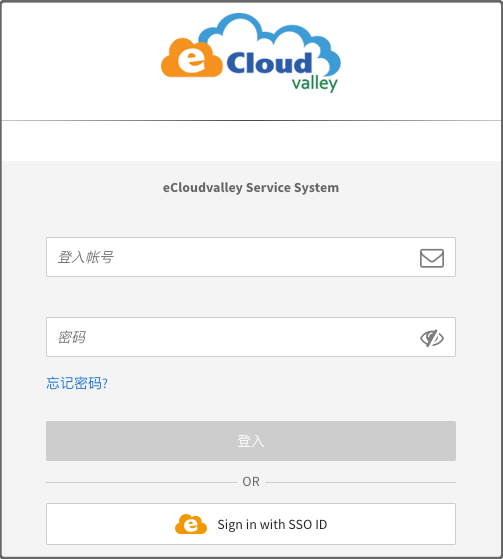 e Cloud
valley
eCloudvalley Service System
登入帐号
密码
忘记密码?
登入
OR
e Sign in with SSO ID